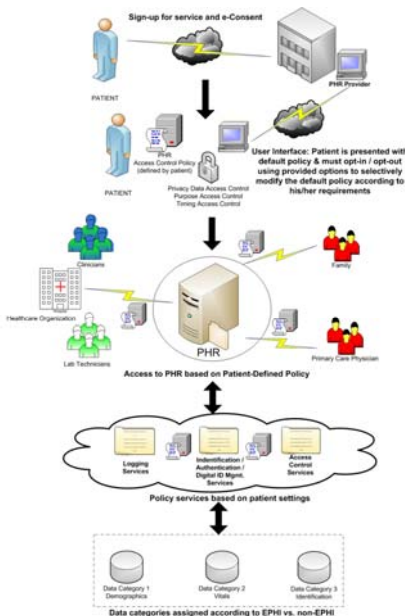 Sign-up for service and e-Consent
PATIENT
PHR Provider
PATIENT
PHR
Access Control Policy
(defined by patient)
Privacy Data Access Control
Purpose Access Control
Timing Access Control
User Interface: Patient is presented with
default policy & must opt-in / opt-out
using provided options to selectively
modify the default policy according to
his/her requirements
Clinicians
Family
Healthcare Organization
PHR
Lab Technicians
Primary Care Physician
Access to PHR based on Patient-Defined Policy
Logging
Services
Indentification /
Authentication /
Digital ID Mgmt.
Services
Access
Control
Services
Policy services based on patient settings
Data Category 1
Demographics
Data Category 2
Vitals
Data Category 3
Identification
Data categories assigned according to EPHI vs. non-EPHI